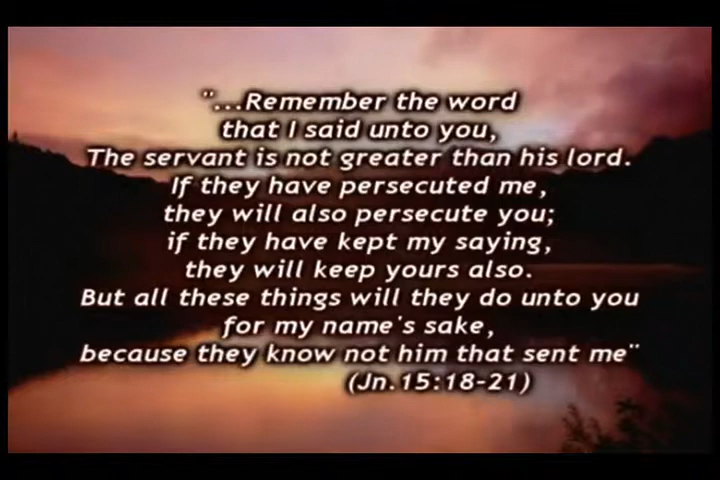 "...Remember the word
that I said unto you,
The servant is not greater than his lord.
If they have persecuted me,
they will also persecute you;
if they have kept my saying,
they will keep yours also.
But all these things will they do unto you
for my name's sake,
because they know not him that sent me"
(Jn.15:18-21)